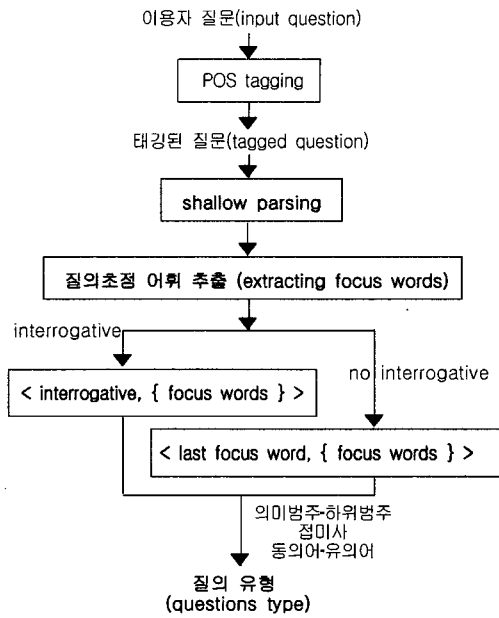 이용자 질문(input question)
POS tagging
태깅된 질문(tagged question)
shallow parsing
질의초점 어휘 추출 (extracting focus words)
interrogative
no interrogative
< interrogative, { focus words } >
< last focus word, { focus words } >
의미범주-하위범주
접미사
동의어-유의어
질의 유형
(questions type)